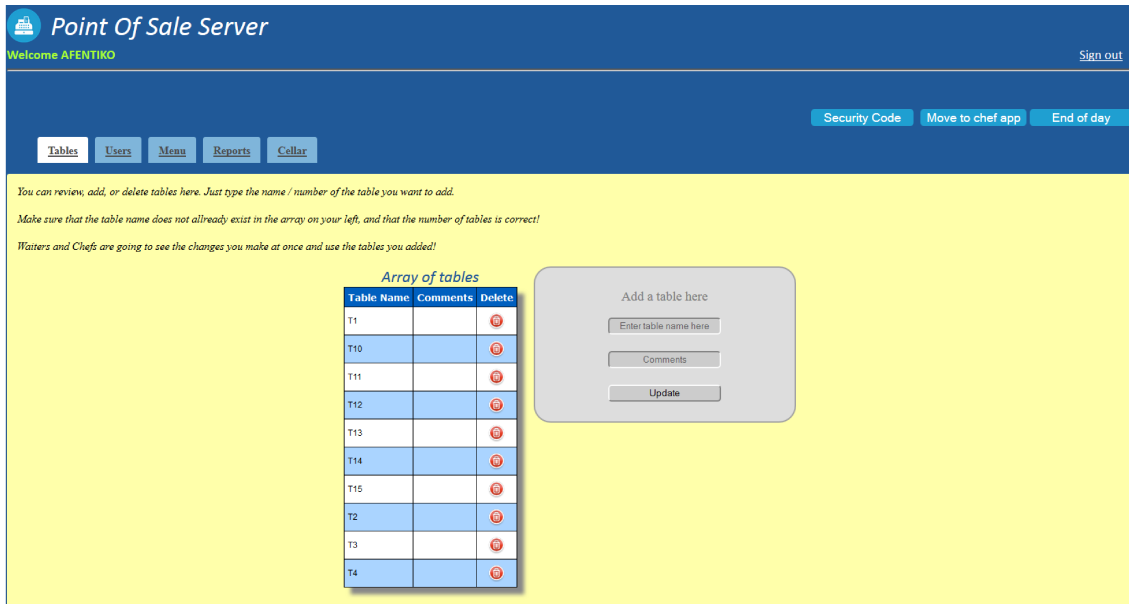 Point Of Sale Server
Welcome AFENTIKO
Sign out
Security Code Move to chef app End of day
Tables Users Menu Reports Cellar
You can review, add, or delete tables here. Just type the name / number of the table you want to add.
Make sure that the table name does not allready exist in the array on your left, and that the number of tables is correct!
Waiters and Chefs are going to see the changes you make at once and use the tables you added!
Array of tables
Table Name Comments Delete
T1
T10
T11
T12
T13
T14
T15
T2
T3
T4
Add a table here
Enter table name here
Comments
Update